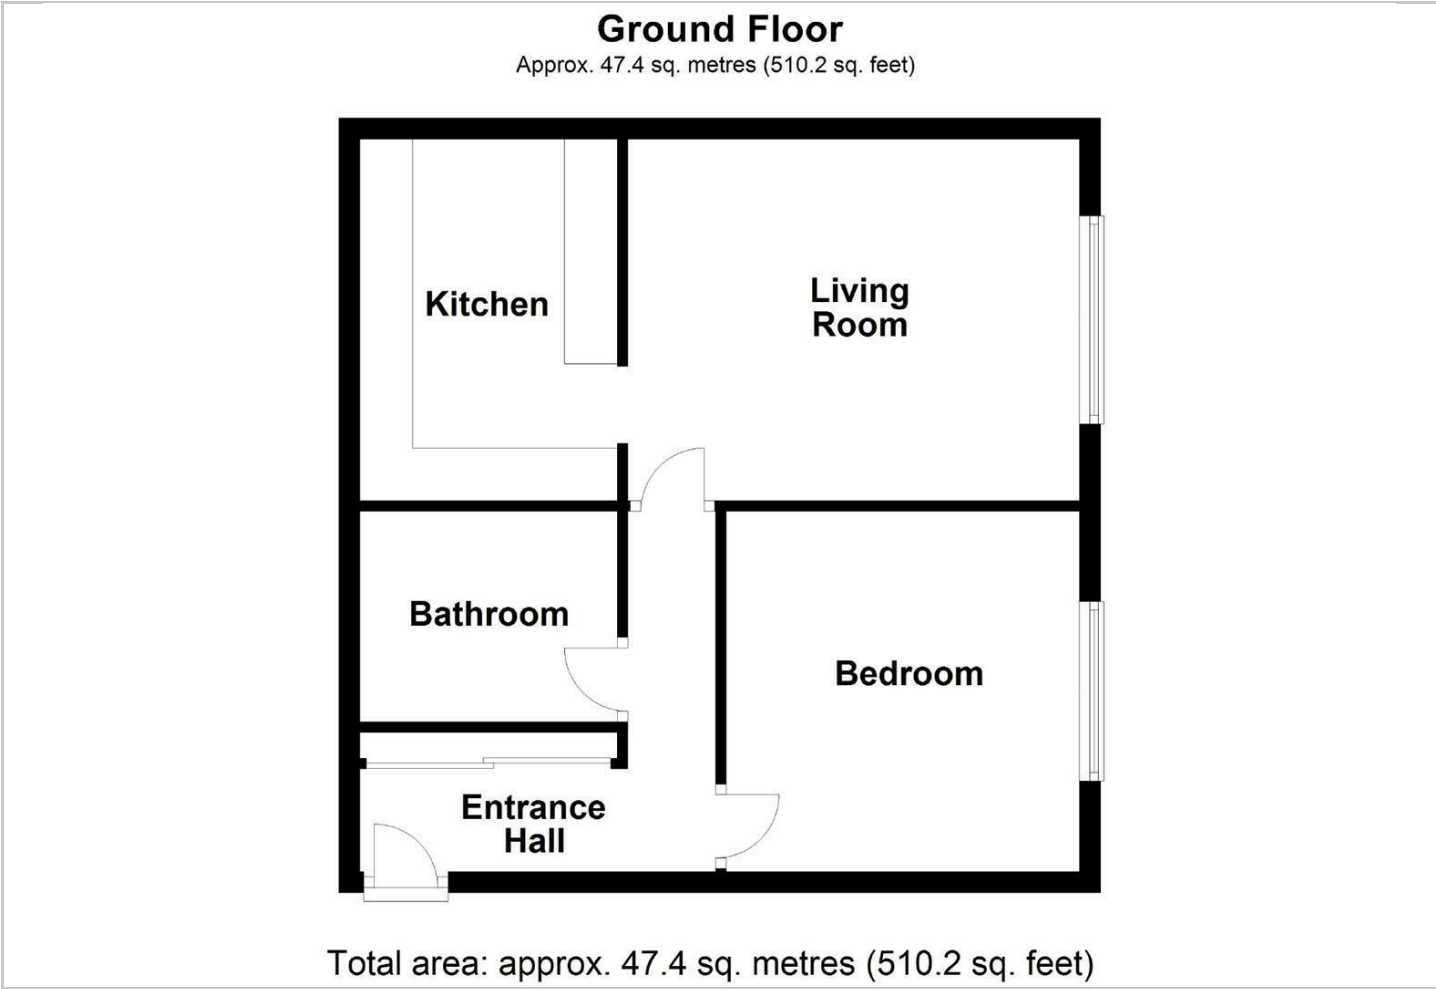 Ground Floor
Approx. 47.4 sq. metres (510.2 sq. feet)
Living
Room
Kitchen
Bathroom
Bedroom
Entrance
Hall
Total area: approx. 47.4 sq. metres (510.2 sq. feet)